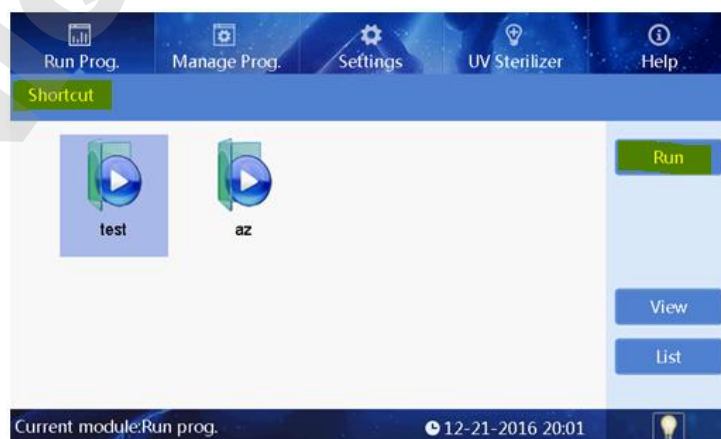 Run Prog. Manage Prog. Settings UV Sterilizer Help
Shortcut
test az
Run
View
List
Current module:Run prog. 12-21-2016 20:01